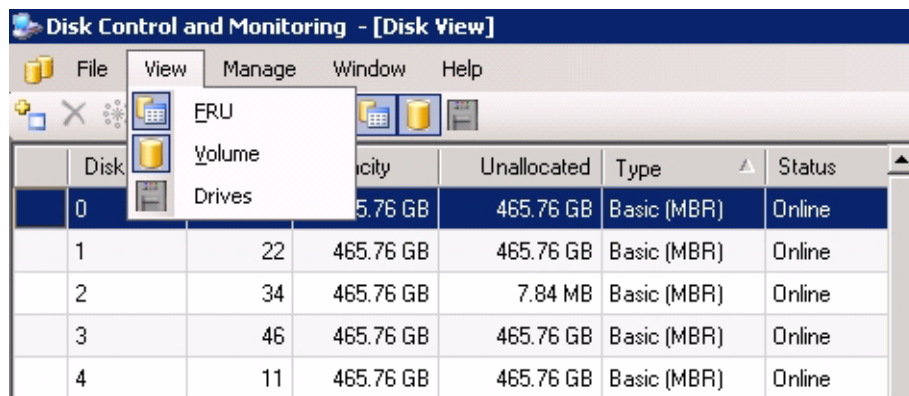 Disk Control and Monitoring - [Disk View]
File View Manage Window Help
FRU
Volume
Drives
Disk Unallocated Type Status
0 465.76 GB Basic (MBR) Online
1 22 465.76 GB 465.76 GB Basic (MBR) Online
2 34 465.76 GB 7.84 MB Basic (MBR) Online
3 46 465.76 GB 465.76 GB Basic (MBR) Online
4 11 465.76 GB 465.76 GB Basic (MBR) Online